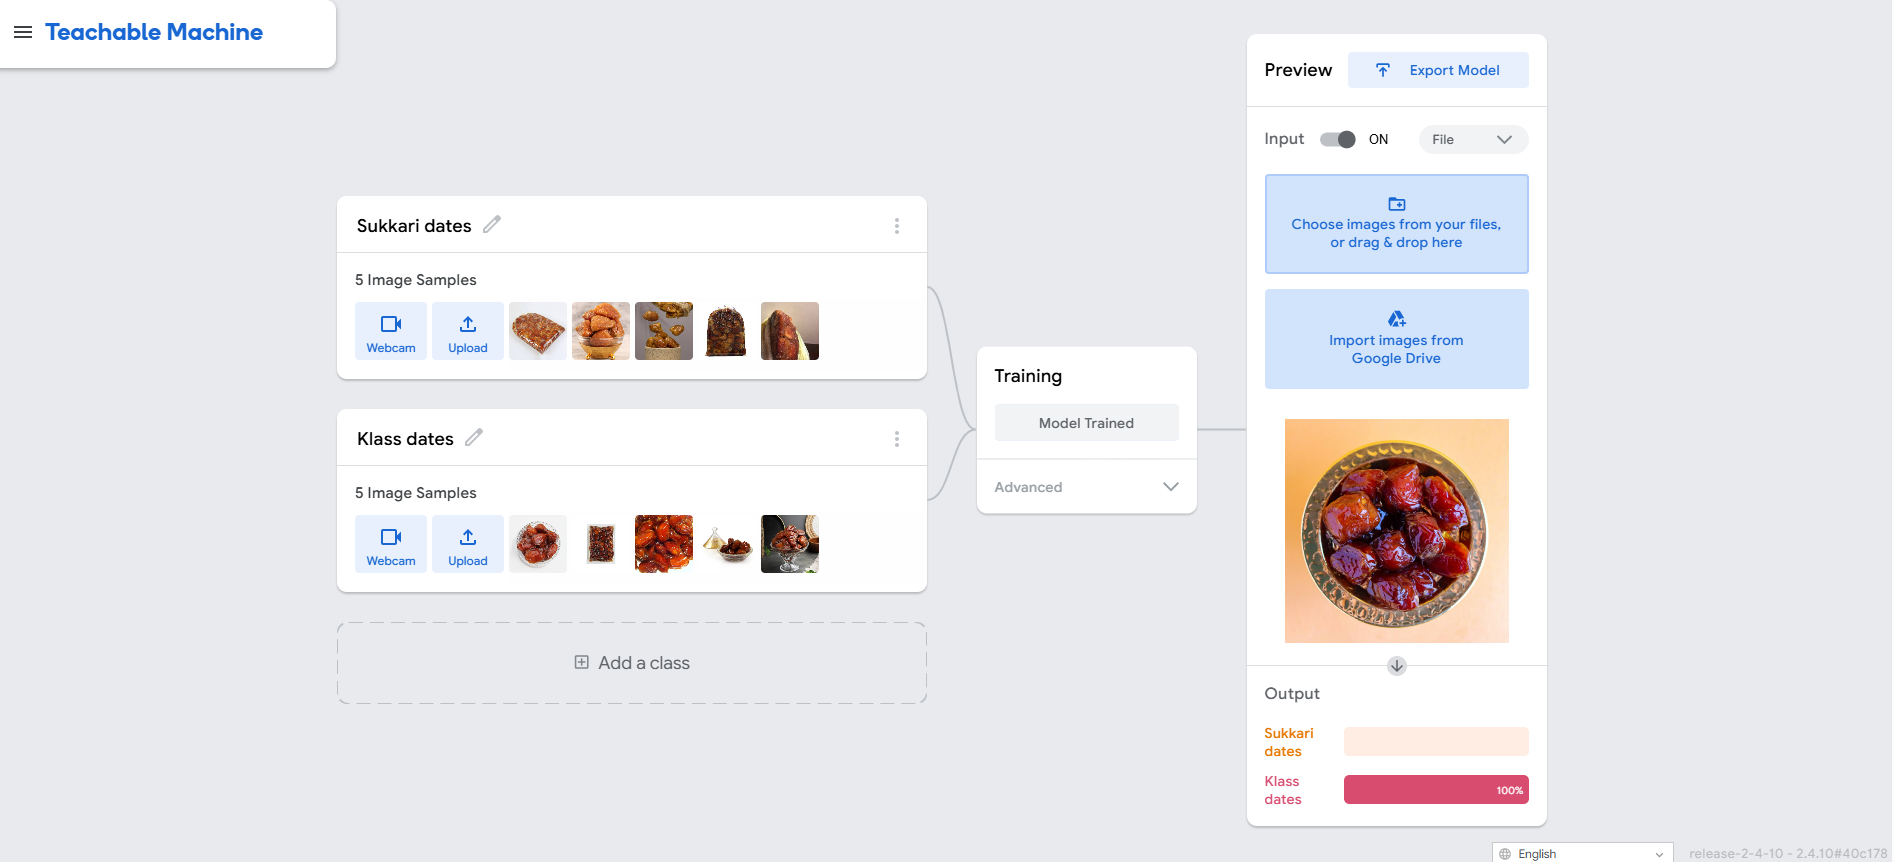 Teachable Machine
Sukkari dates
5 Image Samples
Webcam
Upload
Klass dates
5 Image Samples
Webcam
Upload
Add a class
Training
Model Trained
Advanced
Preview
Export Model
Input
ON
File
Choose images from your files,
or drag & drop here
Import images from
Google Drive
Output
Sukkari
dates
Klass
dates
100%
English
release-2-4-10 - 2.4.10#40c178